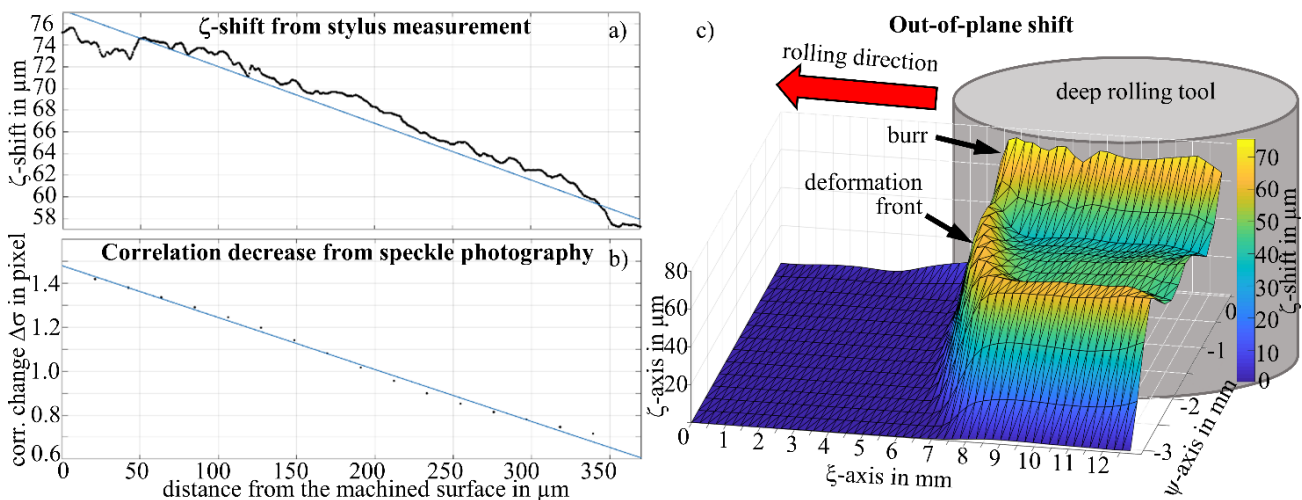 ζ-shift from stylus measurement
a)
ζ-shift in µm
76
74
72
70
68
66
64
62
60
58
Correlation decrease from speckle photography
b)
corr. change Δσ in pixel
1.4
1.2
1.0
0.8
0.6
0
50
100
150
200
250
300
350
distance from the machined surface in µm
c)
Out-of-plane shift
rolling direction
deep rolling tool
burr
deformation
front
ζ-axis in µm
80
60
40
20
0
0
1
2
3
4
5
6
7
8
9
10
11
12
ξ-axis in mm
0
-1
-2
-3
ψ-axis in mm
70
60
50
40
30
20
10
0
ζ-shift in µm